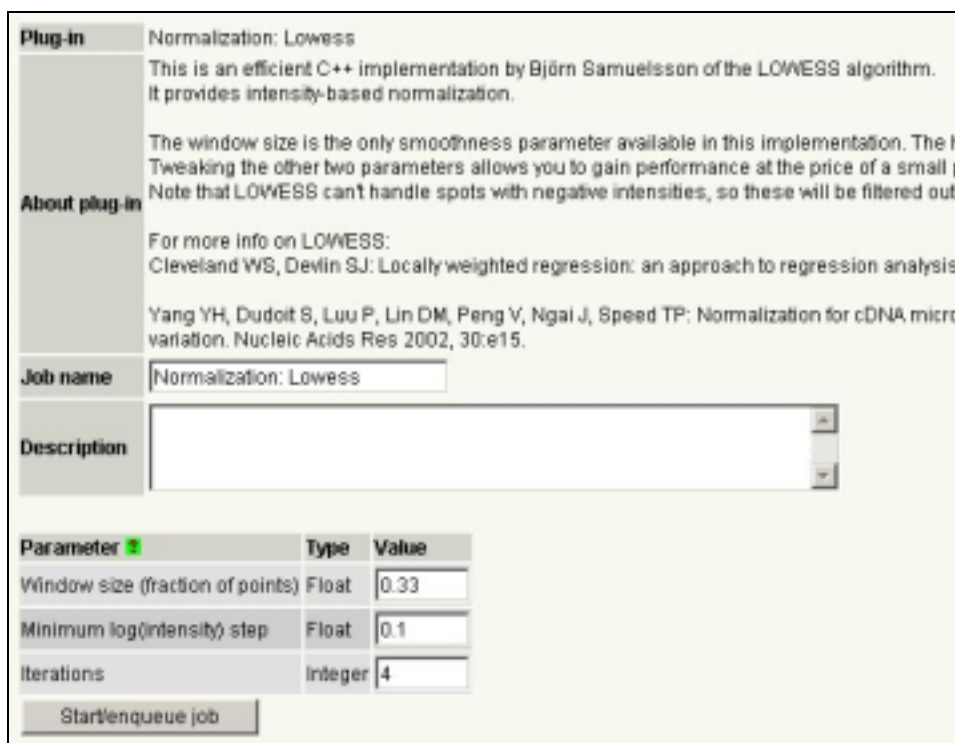 Plug-in Normalization: Lowess
This is an efficient C++ implementation by Björn Samuelsson of the LOWESS algorithm.
It provides intensity-based normalization.
The window size is the only smoothness parameter available in this implementation. The
Tweaking the other two parameters allows you to gain performance at the price of a small
About plug-in Note that LOWESS can't handle spots with negative intensities, so these will be filtered out
For more info on LOWESS:
Cleveland WS, Devlin SJ: Locally weighted regression: an approach to regression analysis
Yang YH, Dudoit S, Luu P, Lin DM, Peng V, Ngai J, Speed TP: Normalization for cDNA micro
variation. Nucleic Acids Res 2002, 30:e15.
Job name Normalization: Lowess
Description
Parameter ? Type Value
Window size (fraction of points) Float 0.33
Minimum log(intensity) step Float 0.1
Iterations Integer 4
Start/enqueue job